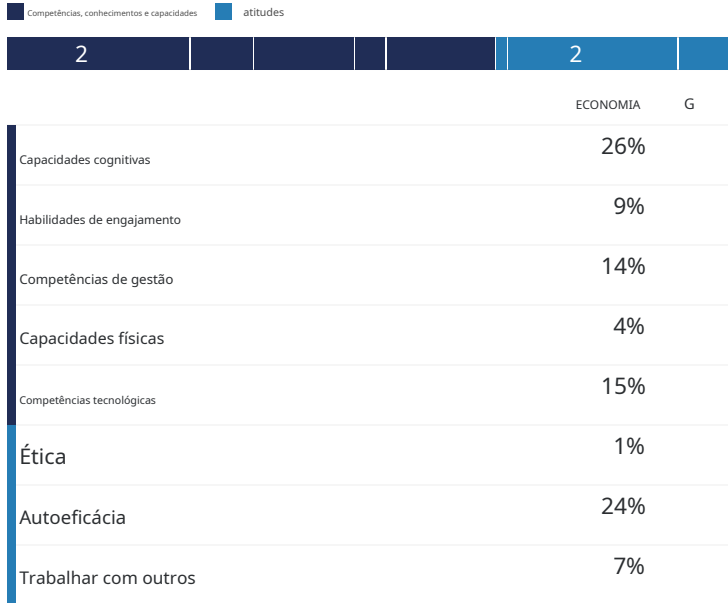 Competências, conhecimentos e capacidades atitudes
2 2
ECONOMIA G
Capacidades cognitivas 26%
Habilidades de engajamento 9%
Competências de gestão 14%
Capacidades físicas 4%
Competências tecnológicas 15%
Ética 1%
Autoeficácia 24%
Trabalhar com outros 7%